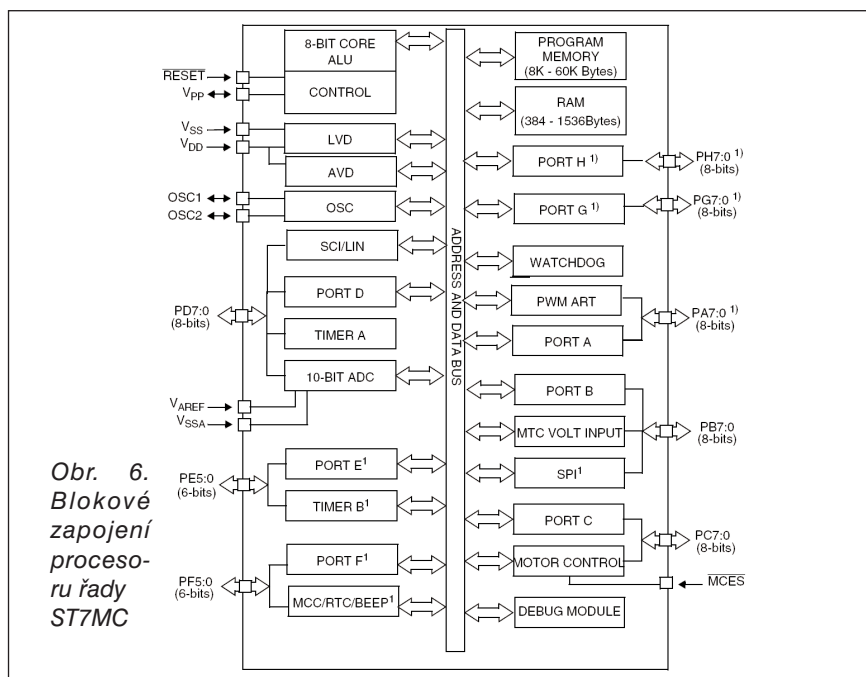 8-BIT CORE
ALU
RESET
VPP
CONTROL
VSS
VDD
LVD
AVD
OSC1
OSC2
OSC
SCI/LIN
PORT D
PD7:0
(8-bits)
TIMER A
10-BIT ADC
VAREF
VSSA
PORT E¹
PE5:0
(6-bits)
TIMER B¹
PORT F¹
PF5:0
(6-bits)
MCC/RTC/BEEP¹
ADDRESS AND DATA BUS
PROGRAM
MEMORY
(8K - 60K Bytes)
RAM
(384 - 1536Bytes)
PORT H ¹⁾
PH7:0 ¹⁾
(8-bits)
PORT G ¹⁾
PG7:0 ¹⁾
(8-bits)
WATCHDOG
PWM ART
PORT A
PA7:0 ¹⁾
(8-bits)
PORT B
MTC VOLT INPUT
PB7:0
(8-bits)
SPI¹
PORT C
PC7:0
(8-bits)
MOTOR CONTROL
MCES
DEBUG MODULE
Obr. 6.
Blokové
zapojení
proceso-
ru řady
ST7MC